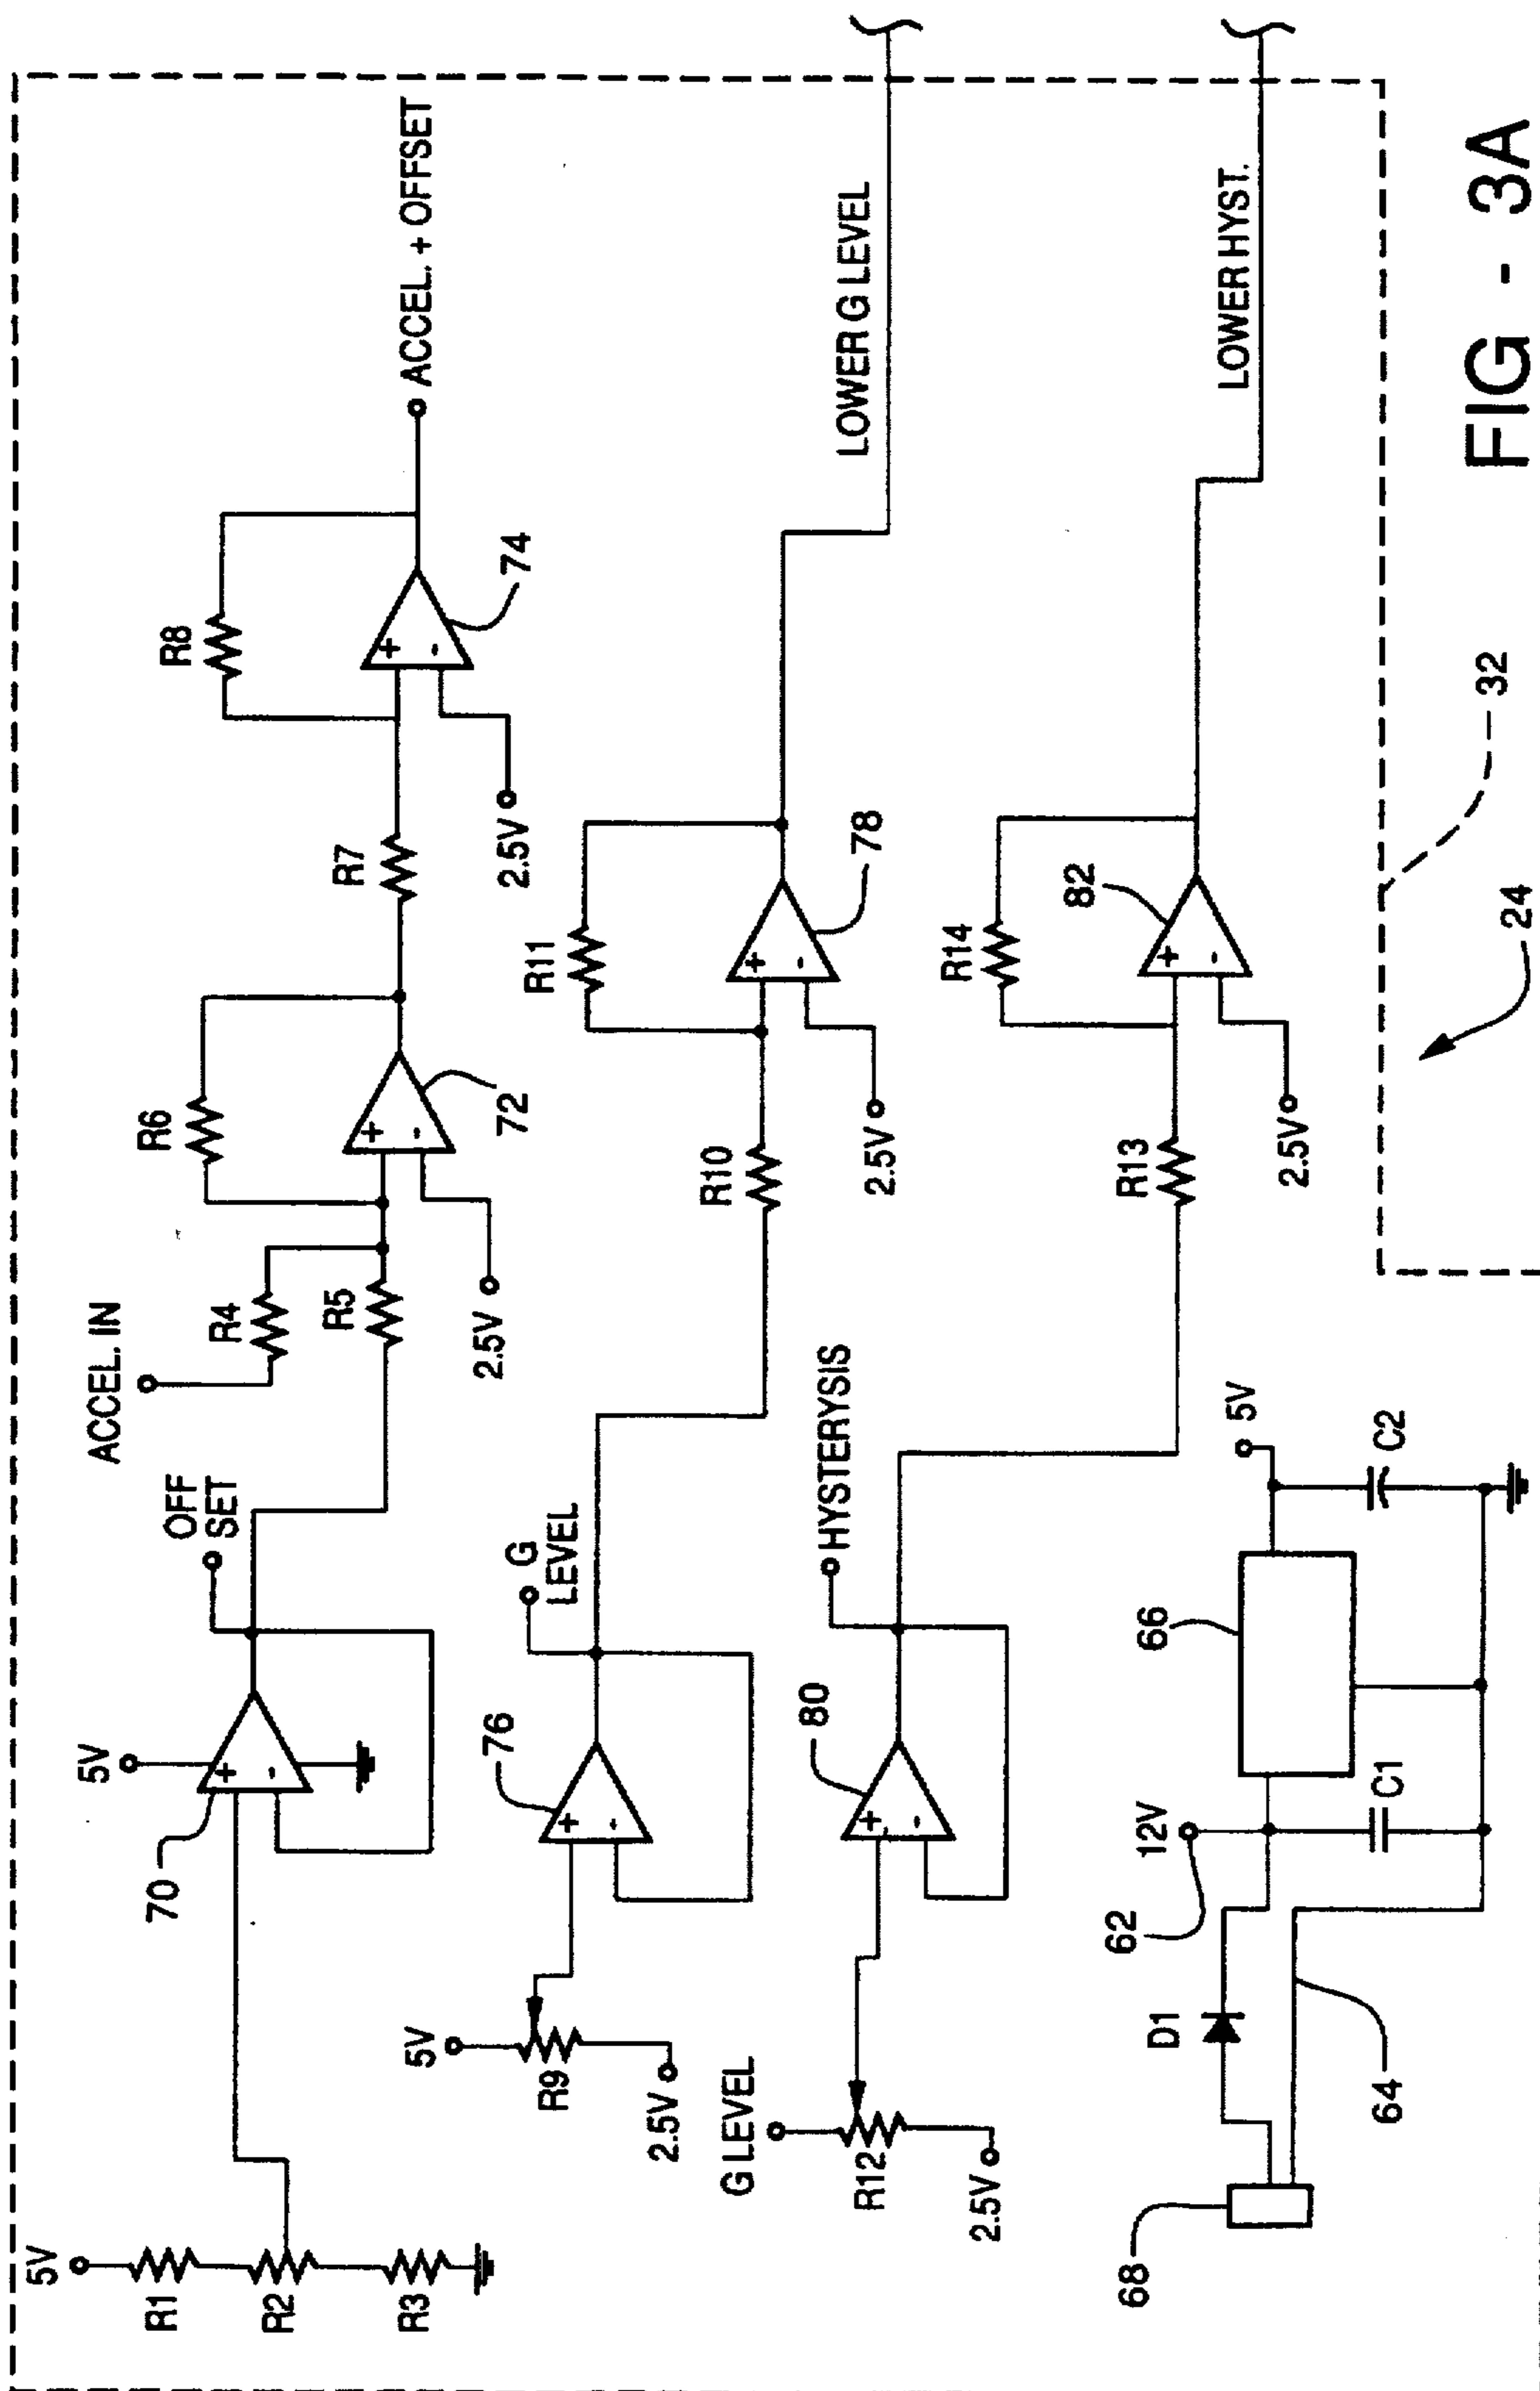 5V
R1
R2
R3
70
5V
OFF
SET
ACCEL. IN
R4
R5
R6
72
2.5V
R7
R8
74
2.5V
ACCEL. + OFFSET
5V
R9
2.5V
76
G
LEVEL
R10
R11
78
2.5V
LOWER G LEVEL
G LEVEL
R12
2.5V
80
HYSTERYSIS
R13
R14
82
2.5V
LOWER HYST.
68
D1
64
62
12V
C1
66
5V
C2
24
32
FIG - 3A
+
-
+
-
+
-
+
-
+
-
+
-
+
-